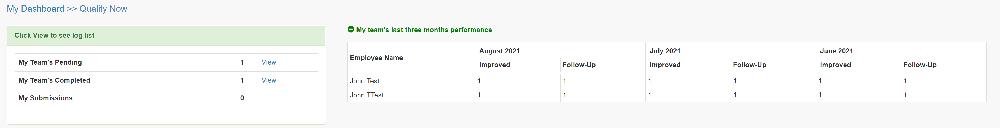 My Dashboard >> Quality Now
Click View to see log list
My Team's Pending 1 View
My Team's Completed 1 View
My Submissions 0
My team's last three months performance
Employee Name August 2021 July 2021 June 2021
Improved Follow-Up Improved Follow-Up Improved Follow-Up
John Test 1 1 1 1 1 1
John TTest 1 1 1 1 1 1